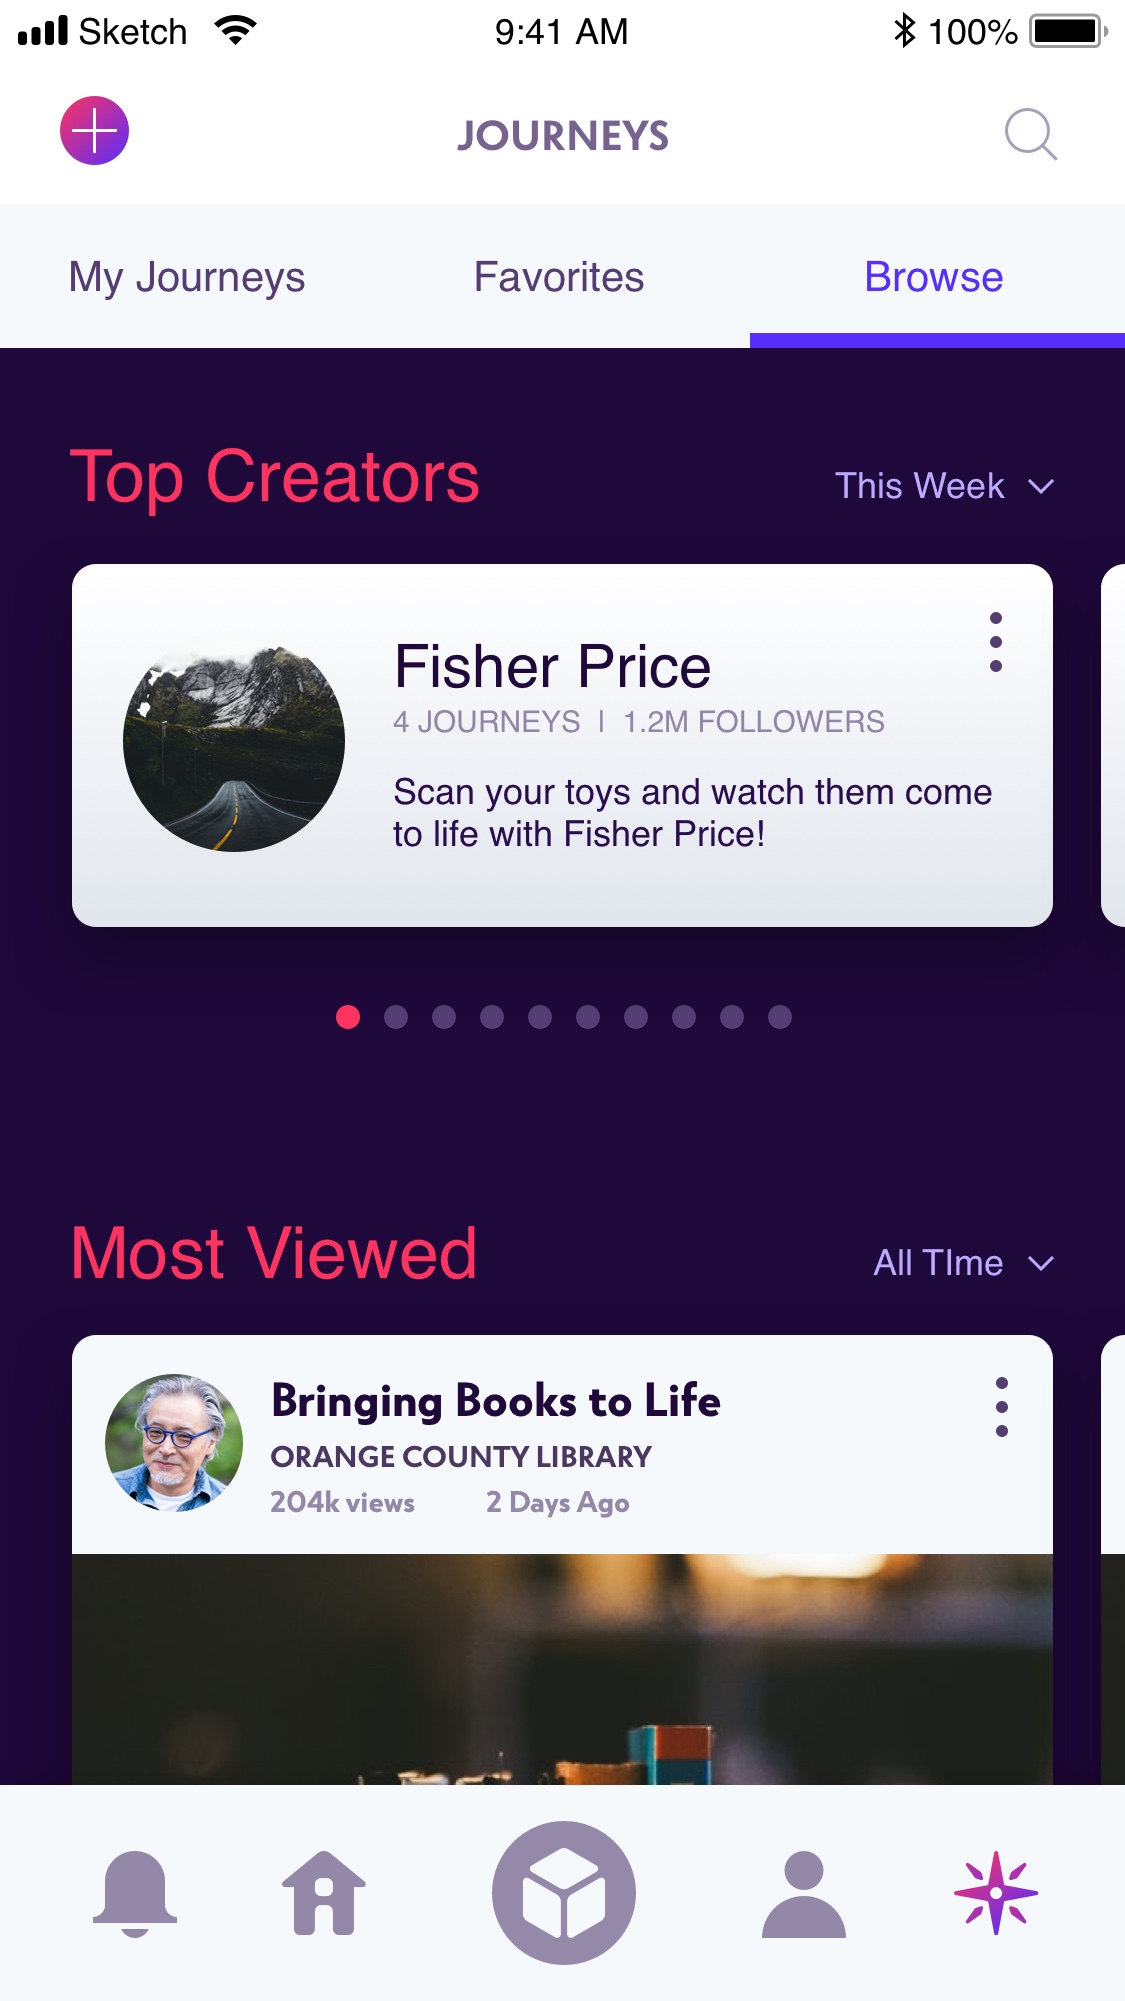 Sketch 9:41 AM 100%
JOURNEYS
My Journeys Favorites Browse
Top Creators This Week
Fisher Price
4 JOURNEYS | 1.2M FOLLOWERS
Scan your toys and watch them come
to life with Fisher Price!
Most Viewed All TIme
Bringing Books to Life
ORANGE COUNTY LIBRARY
204k views 2 Days Ago